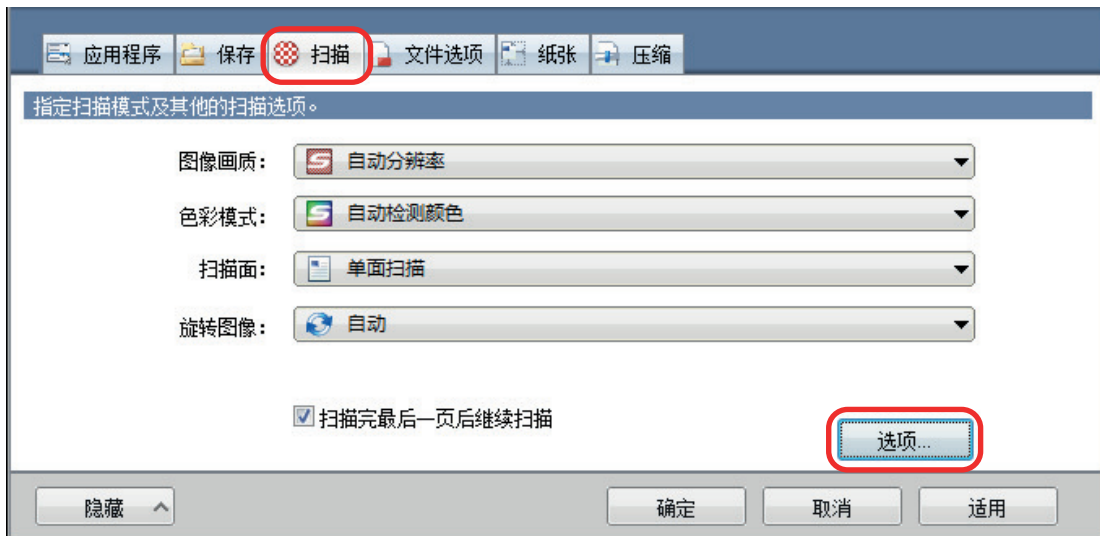 应用程序 保存 扫描 文件选项 纸张 压缩
指定扫描模式及其他的扫描选项。
图像画质： 自动分辨率
色彩模式： 自动检测颜色
扫描面： 单面扫描
旋转图像： 自动
扫描完最后一页后继续扫描
选项...
隐藏 确定 取消 适用